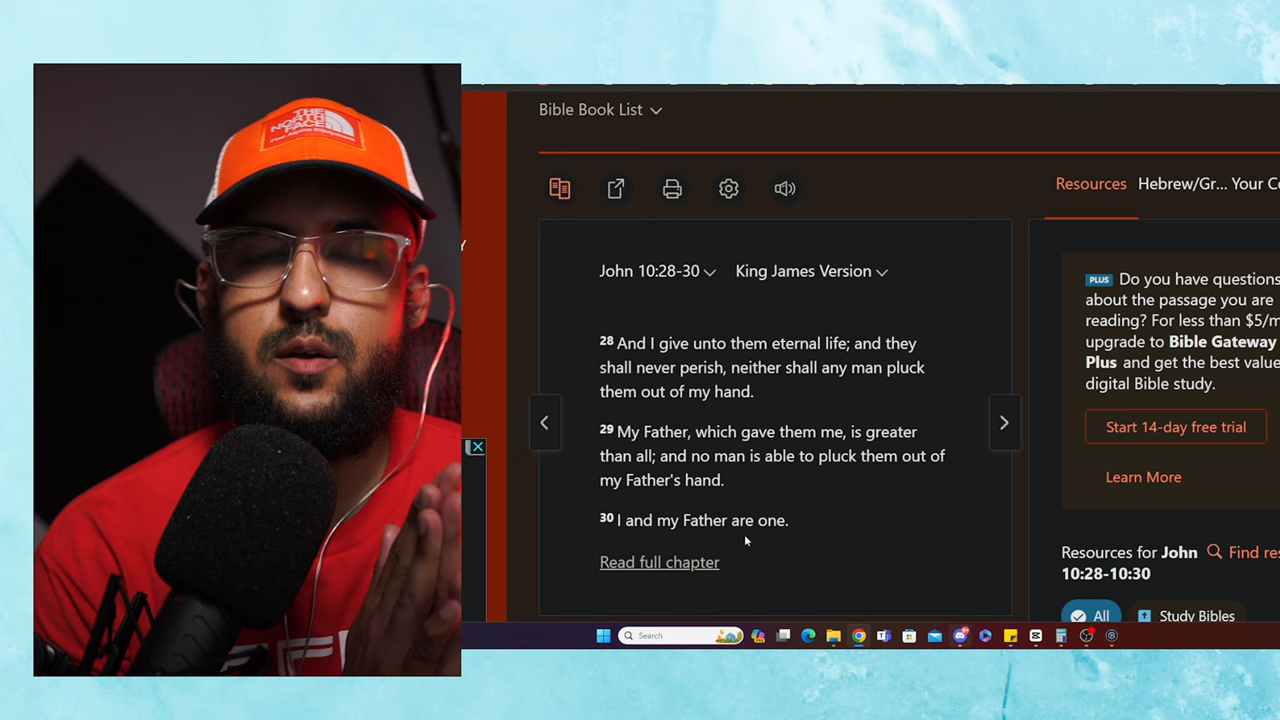 THE
NORTH
FACE
Bible Book List
Resources Hebrew/Gr... Your Co
John 10:28-30 King James Version
28 And I give unto them eternal life; and they
shall never perish, neither shall any man pluck
them out of my hand.
29 My Father, which gave them me, is greater
than all; and no man is able to pluck them out of
my Father's hand.
30 I and my Father are one.
Read full chapter
PLUS Do you have questions
about the passage you are
reading? For less than $5/m
upgrade to Bible Gateway
Plus and get the best value
digital Bible study.
Start 14-day free trial
Learn More
Resources for John Find res
10:28-10:30
All Study Bibles
Y
Search